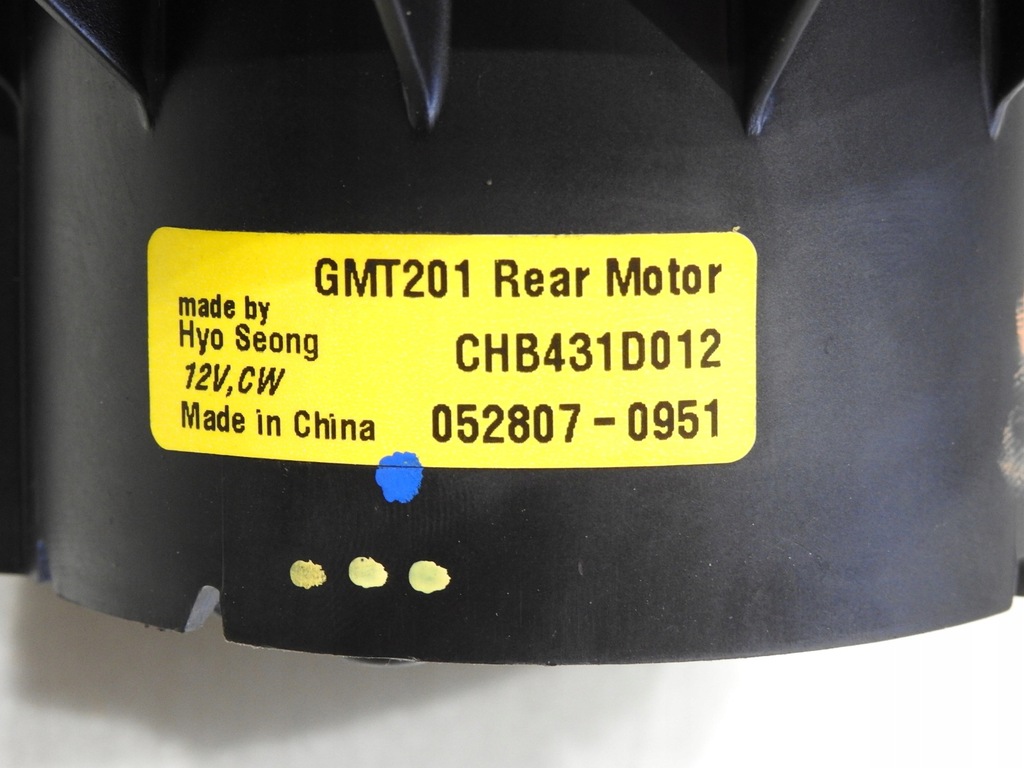 GMT201 Rear Motor
made by
Hyo Seong
CHB431D012
12V,CW
Made in China
052807-0951